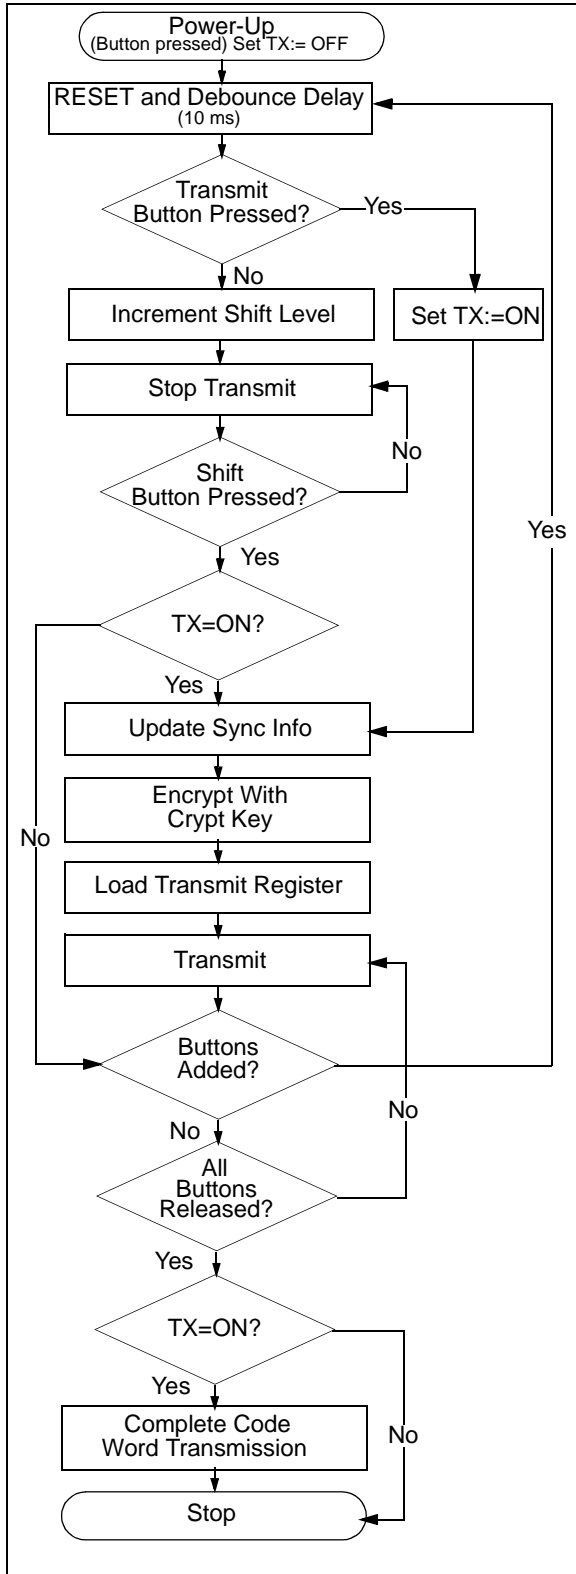 Power-Up
(Button pressed) Set TX:= OFF
RESET and Debounce Delay
(10 ms)
Transmit
Button Pressed?
Yes
No
Increment Shift Level
Set TX:=ON
Stop Transmit
No
Shift
Button Pressed?
Yes
Yes
TX=ON?
Yes
Update Sync Info
Encrypt With
Crypt Key
No
Load Transmit Register
Transmit
Buttons
Added?
No
No
All
Buttons
Released?
Yes
TX=ON?
Yes
Complete Code
Word Transmission
No
Stop